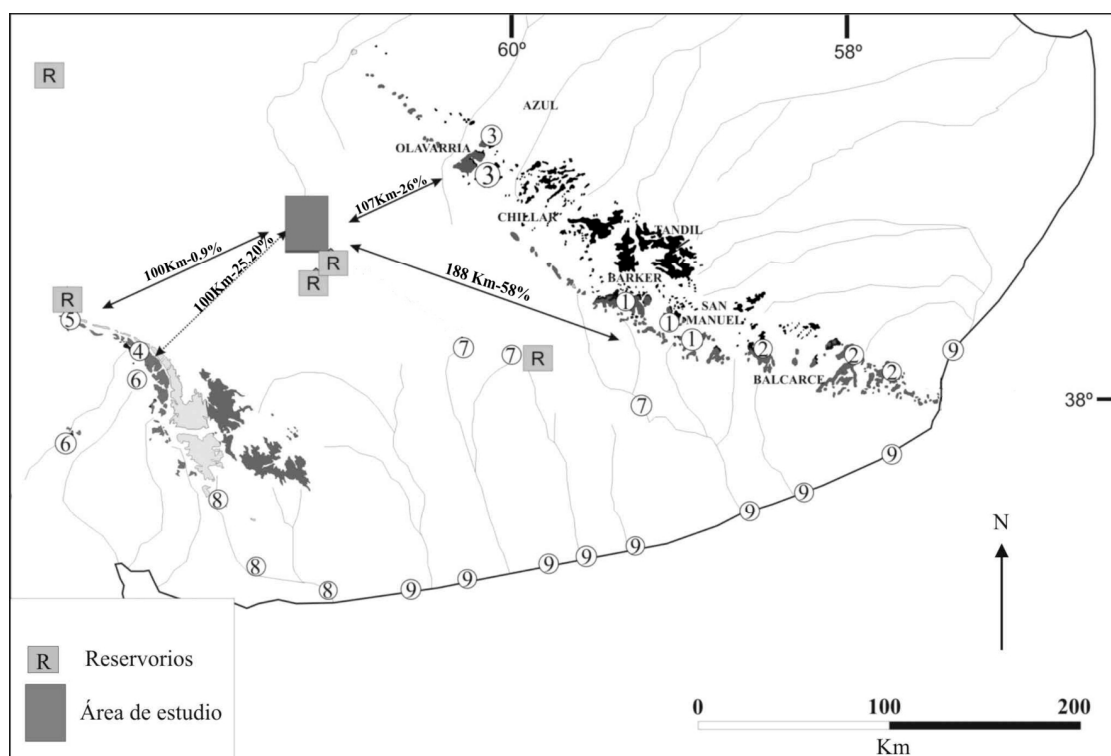 60º
58º
R
AZUL
3
OLAVARRIA
3
107Km-26%
CHILLAR
TANDIL
100Km-0.9%
100Km-25,20%
R
188 Km-58%
R
BARKER
R
1
SAN
5
1
MANUEL
1
4
7
7
R
2
2
9
6
BALCARCE
2
38º
7
6
9
8
9
9
N
9
9
9
8
9
8
9
R Reservorios
Área de estudio
0 100 200
Km